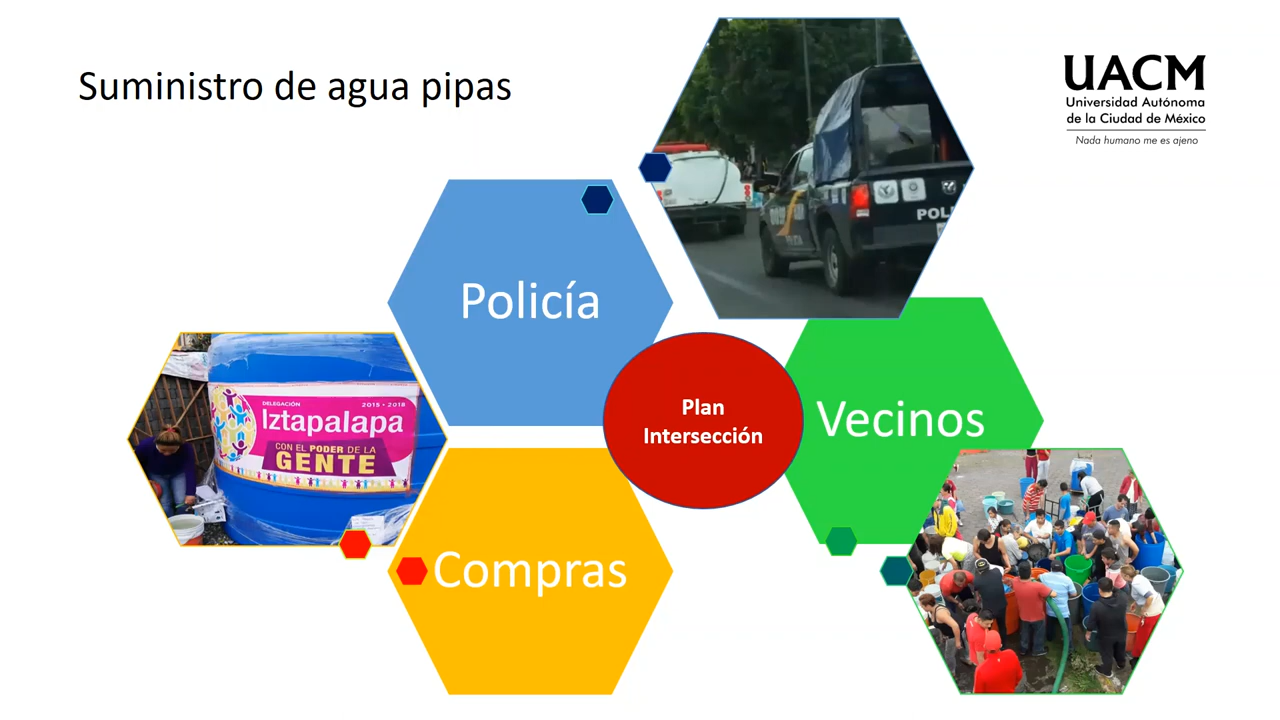 Suministro de agua pipas
UACM
Universidad Autónoma
de la Ciudad de México
Nada humano me es ajeno
POLI
Policía
Plan
Intersección
Vecinos
DELEGACIÓN
2015 • 2018
Iztapalapa
CON EL PODER DE LA
GENTE
Compras